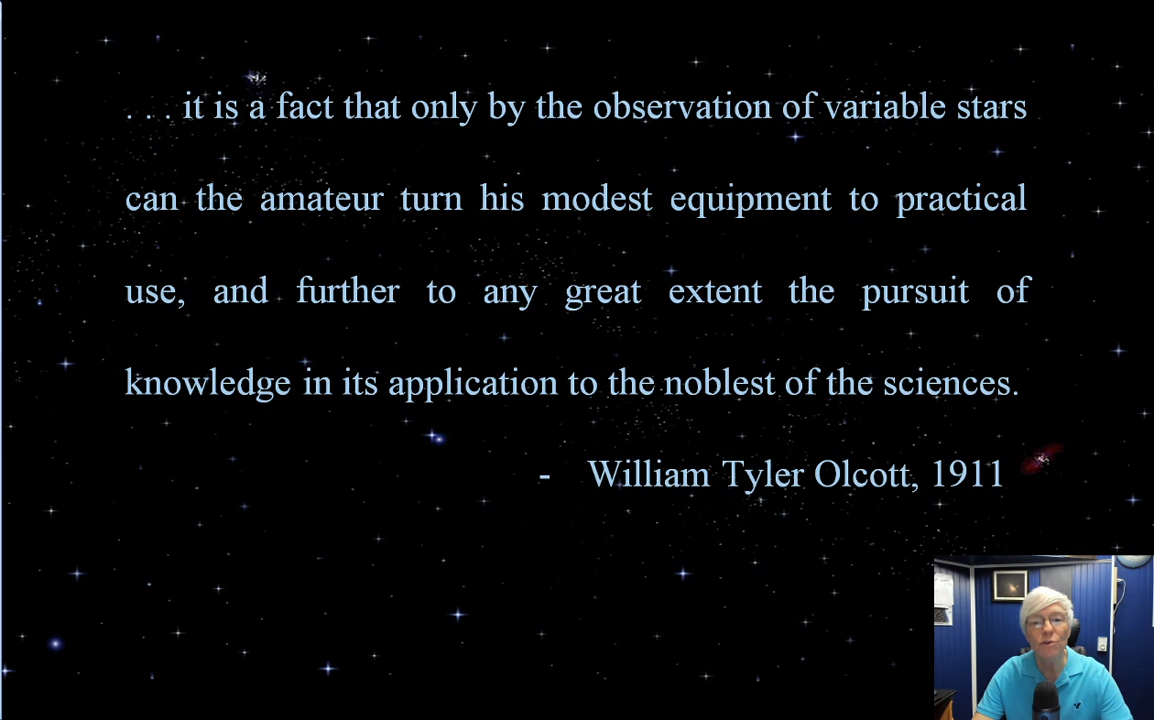 . . . it is a fact that only by the observation of variable stars
can the amateur turn his modest equipment to practical
use, and further to any great extent the pursuit of
knowledge in its application to the noblest of the sciences.
- William Tyler Olcott, 1911